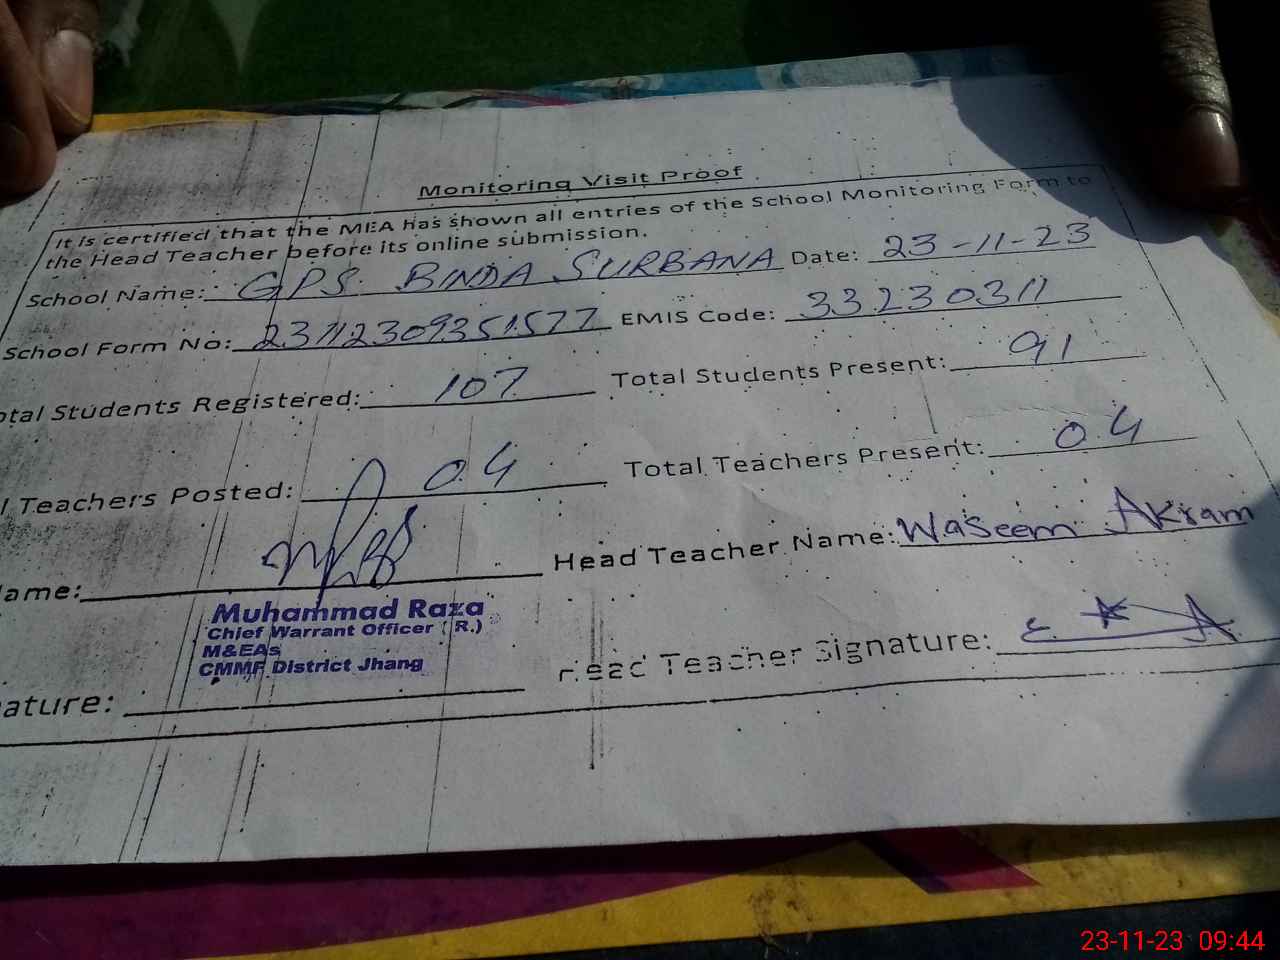 Monitoring Visit Proof
It is certified that the MEA has shown all entries of the School Monitoring Form to
the Head Teacher before its online submission.
School Name: GPS. BINDA SURBANA Date: 23-11-23
School Form No: 23112309351577 EMIS Code: 33230311
otal Students Registered: 107 Total Students Present: 91
l Teachers Posted: 04 Total Teachers Present: 04
ame: Head Teacher Name: Waseem Akram
Muhammad Raza
Chief Warrant Officer (R.)
M&EAs
CMMF District Jhang
ature: Head Teacher Signature:
23-11-23 09:44